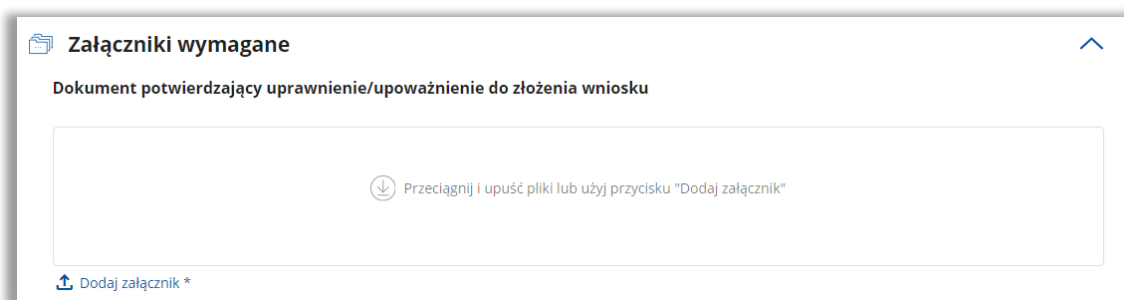 Załączniki wymagane
Dokument potwierdzający uprawnienie/upoważnienie do złożenia wniosku
Przeciągnij i upuść pliki lub użyj przycisku "Dodaj załącznik"
Dodaj załącznik *